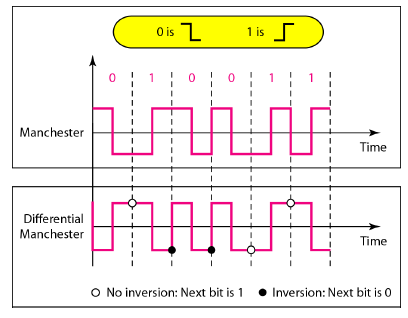 0 is 1 is
0 1 0 0 1 1
Manchester
Time
Differential
Manchester
Time
No inversion: Next bit is 1 Inversion: Next bit is 0